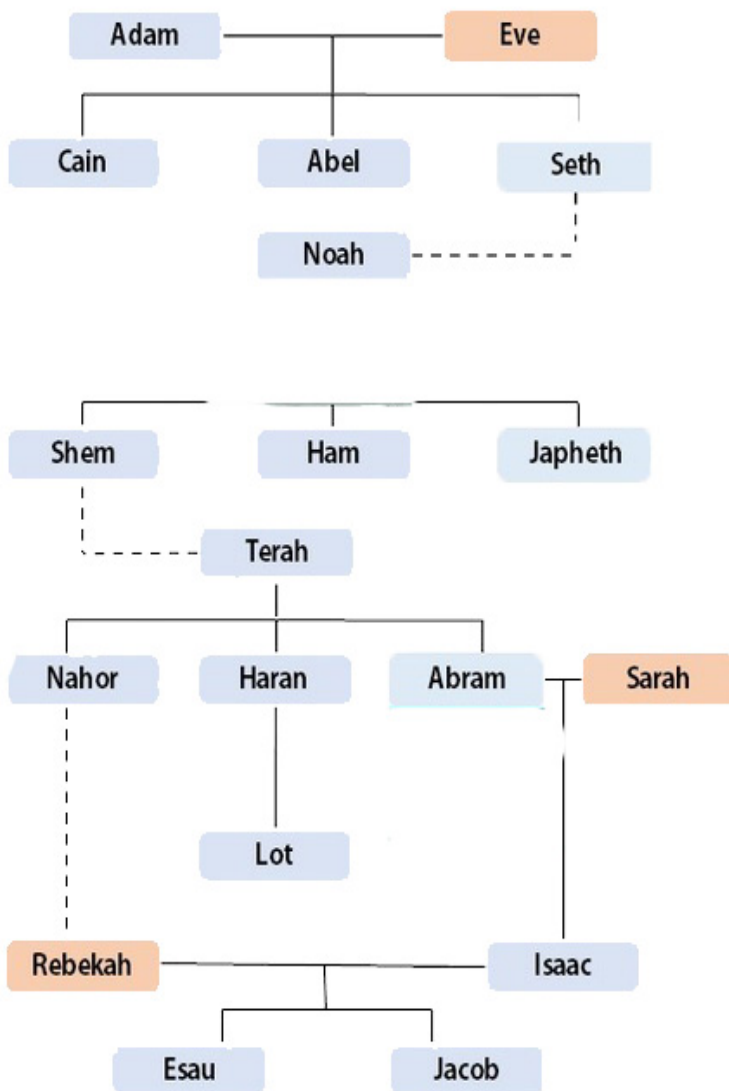 Adam
Eve
Cain
Abel
Seth
Noah
Shem
Ham
Japheth
Terah
Nahor
Haran
Abram
Sarah
Lot
Rebekah
Isaac
Esau
Jacob